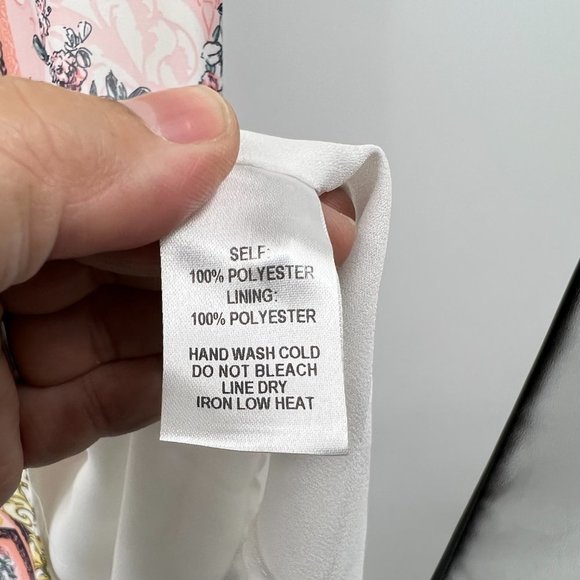 SELF:
100% POLYESTER
LINING:
100% POLYESTER
HAND WASH COLD
DO NOT BLEACH
LINE DRY
IRON LOW HEAT